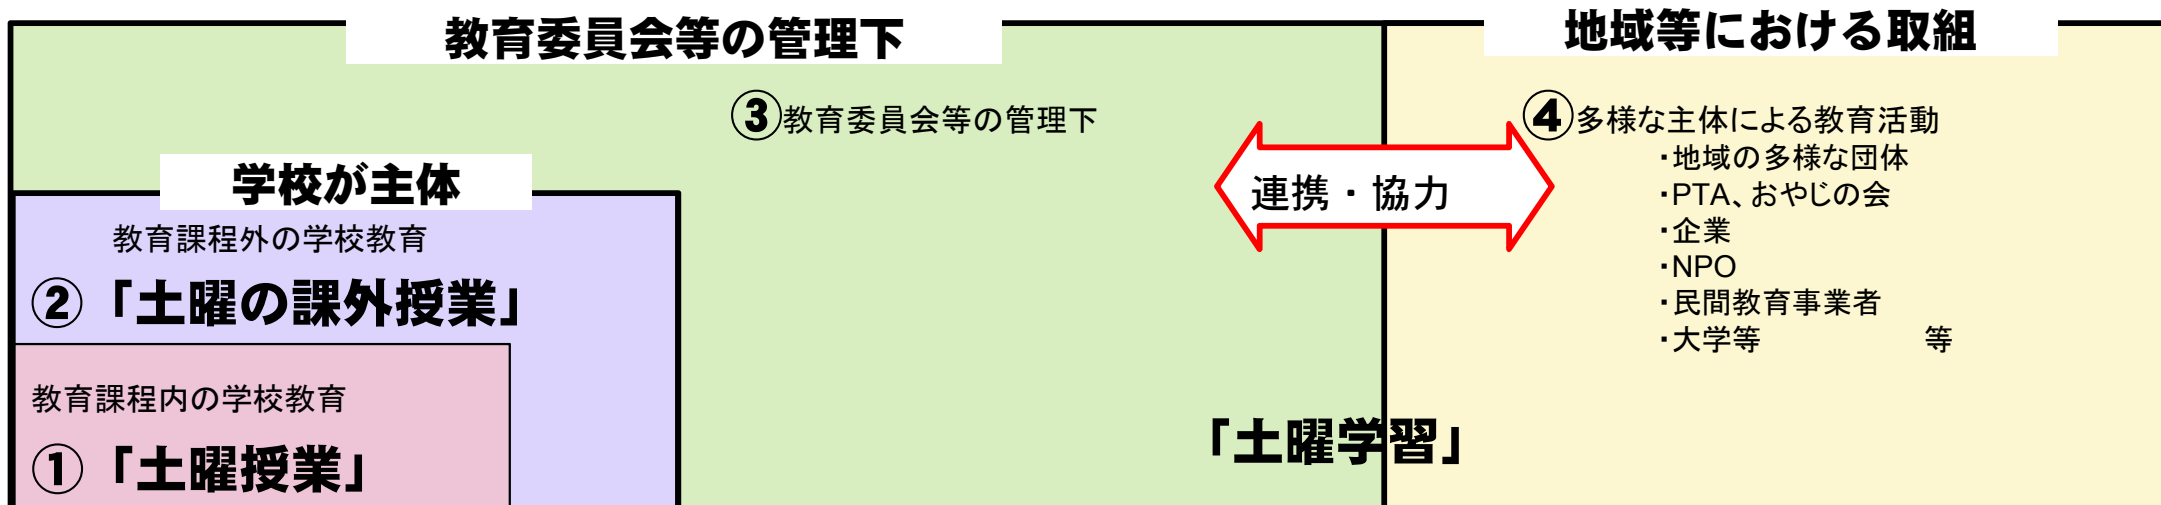 教育委員会等の管理下
地域等における取組
③教育委員会等の管理下
④多様な主体による教育活動
・地域の多様な団体
・PTA、おやじの会
・企業
・NPO
・民間教育事業者
・大学等 等
連携・協力
学校が主体
教育課程外の学校教育
②「土曜の課外授業」
教育課程内の学校教育
①「土曜授業」
「土曜学習」